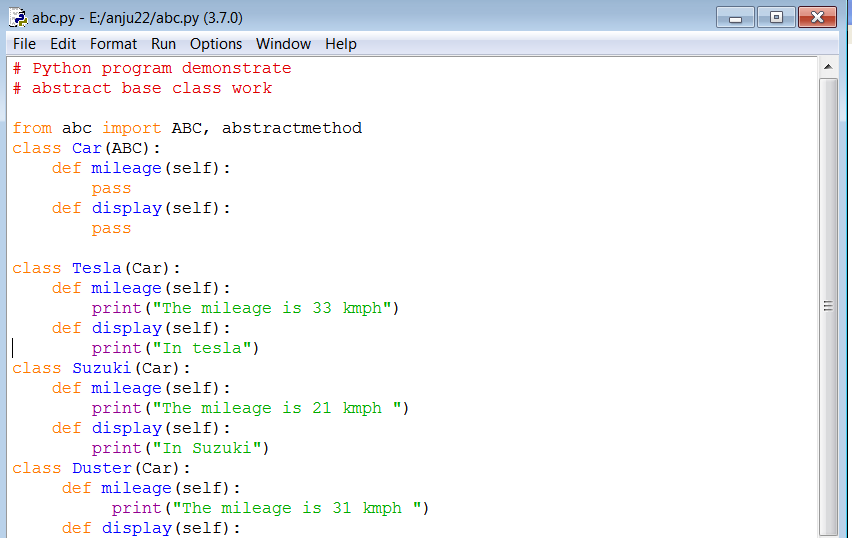 abc.py - E:/anju22/abc.py (3.7.0)
File Edit Format Run Options Window Help
# Python program demonstrate
# abstract base class work

from abc import ABC, abstractmethod
class Car(ABC):
    def mileage(self):
        pass
    def display(self):
        pass

class Tesla(Car):
    def mileage(self):
        print("The mileage is 33 kmph")
    def display(self):
        print("In tesla")
class Suzuki(Car):
    def mileage(self):
        print("The mileage is 21 kmph ")
    def display(self):
        print("In Suzuki")
class Duster(Car):
     def mileage(self):
          print("The mileage is 31 kmph ")
     def display(self):